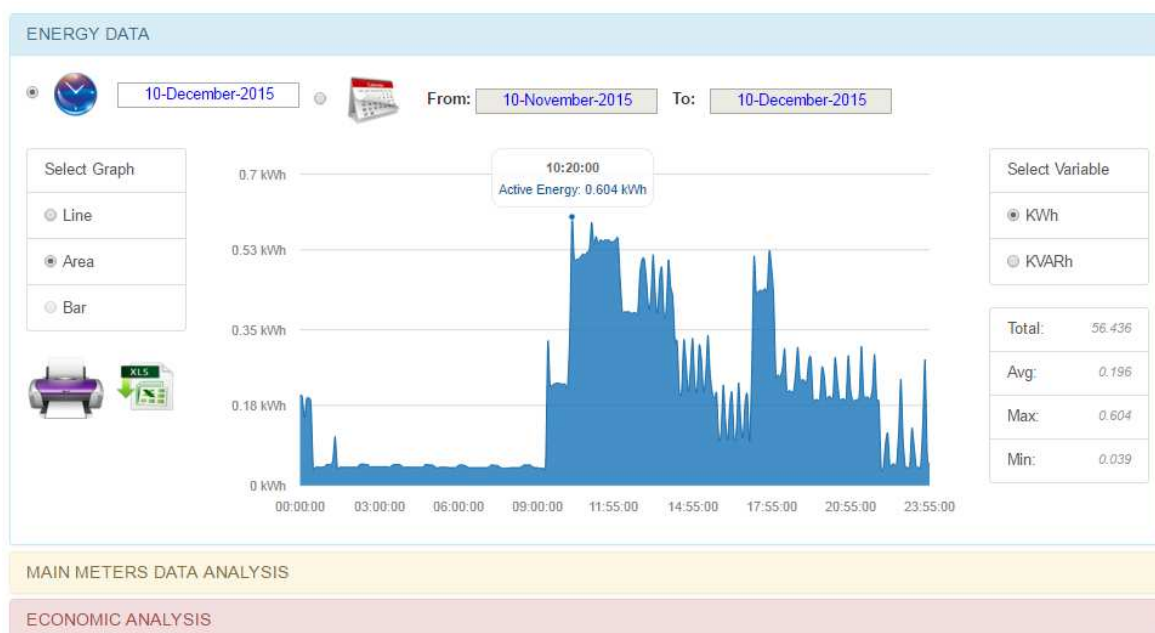 ENERGY DATA
10-December-2015
From: 10-November-2015 To: 10-December-2015
Select Graph
Line
Area
Bar
XLS
10:20:00
Active Energy: 0.604 kWh
0.7 kWh
0.53 kWh
0.35 kWh
0.18 kWh
0 kWh
00:00:00 03:00:00 06:00:00 09:00:00 11:55:00 14:55:00 17:55:00 20:55:00 23:55:00
Select Variable
KWh
KVARh
Total: 56.436
Avg: 0.196
Max: 0.604
Min: 0.039
MAIN METERS DATA ANALYSIS
ECONOMIC ANALYSIS